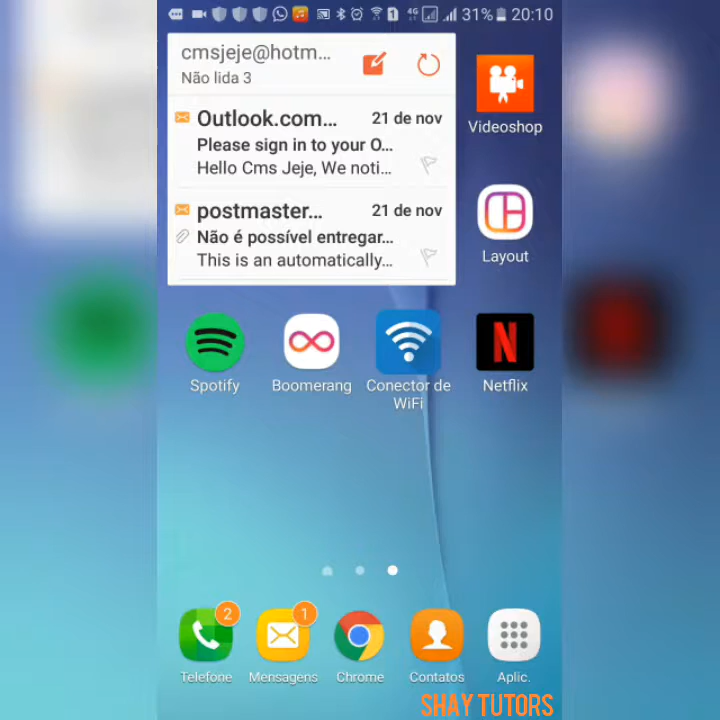 4G 31% 20:10
cmsjeje@hotm...
Não lida 3
Outlook.com... 21 de nov
Please sign in to your O...
Hello Cms Jeje, We noti...
postmaster... 21 de nov
Não é possível entregar...
This is an automatically...
Videoshop
Layout
Spotify
Boomerang
Conector de
WiFi
Netflix
2
1
Telefone
Mensagens
Chrome
Contatos
Aplic.
SHAY TUTORS